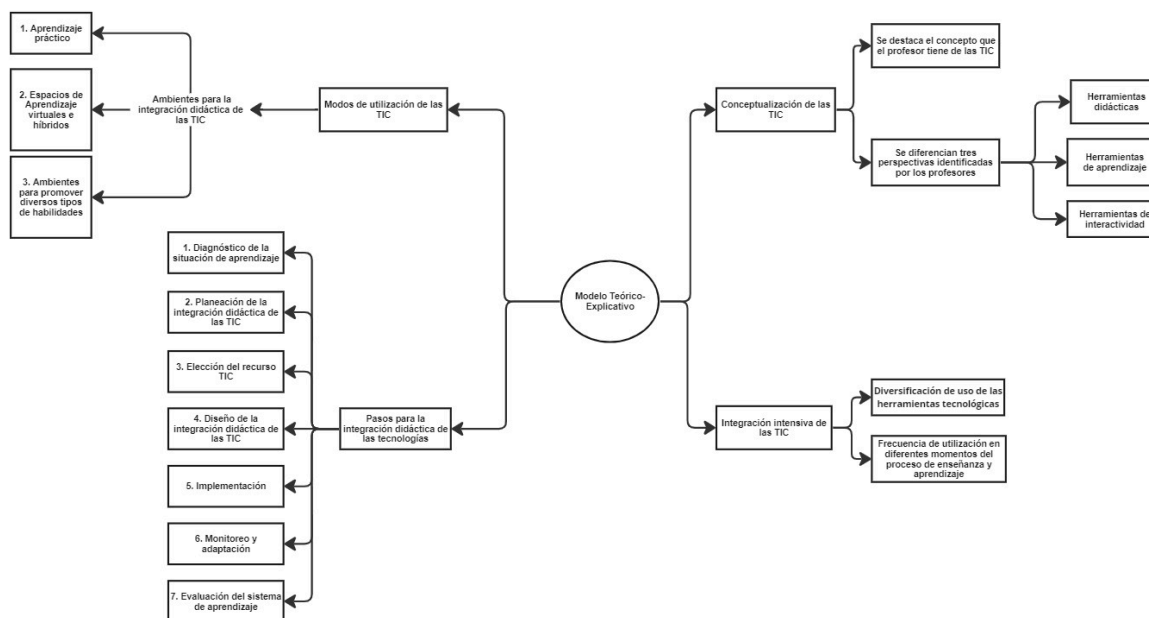 1. Aprendizaje
práctico
2. Espacios de
Aprendizaje
virtuales e
híbridos
3. Ambientes
para promover
diversos tipos
de habilidades
Ambientes para la
integración didáctica de
las TIC
Modos de utilización de las
TIC
1. Diagnóstico de la
situación de aprendizaje
2. Planeación de la
integración didáctica de
las TIC
3. Elección del recurso
TIC
4. Diseño de la
integración didáctica de
las TIC
5. Implementación
6. Monitoreo y
adaptación
7. Evaluación del sistema
de aprendizaje
Pasos para la
integración didáctica de
de las tecnologías
Modelo Teórico-
Explicativo
Conceptualización de las
TIC
Se destaca el concepto que
el profesor tiene de las TIC
Se diferencian tres
perspectivas identificadas
por los profesores
Herramientas
didácticas
Herramientas
de aprendizaje
Herramientas de
interactividad
Integración intensiva de
las TIC
Diversificación de uso de las
herramientas tecnológicas
Frecuencia de utilización en
diferentes momentos del
proceso de enseñanza y
aprendizaje